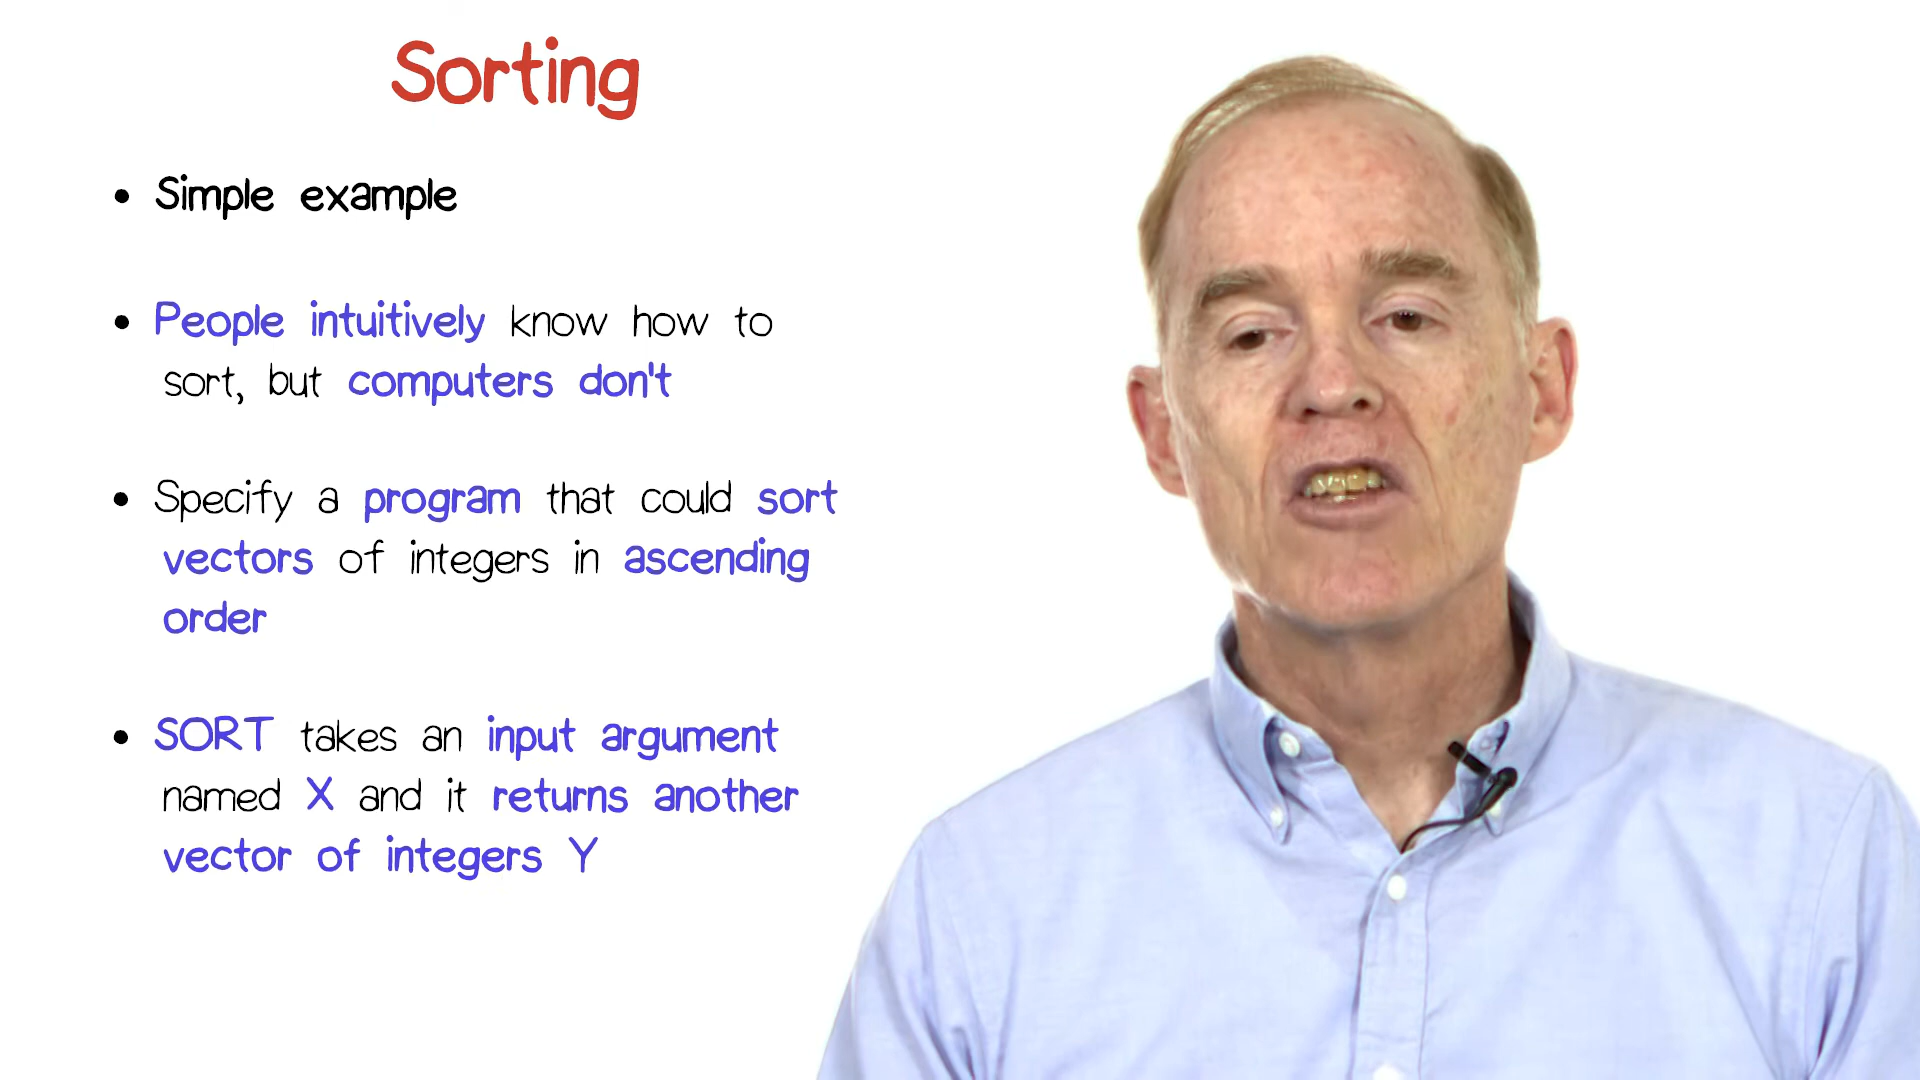 Sorting
• Simple example
• People intuitively know how to
sort, but computers don't
• Specify a program that could sort
vectors of integers in ascending
order
• SORT takes an input argument
named X and it returns another
vector of integers Y